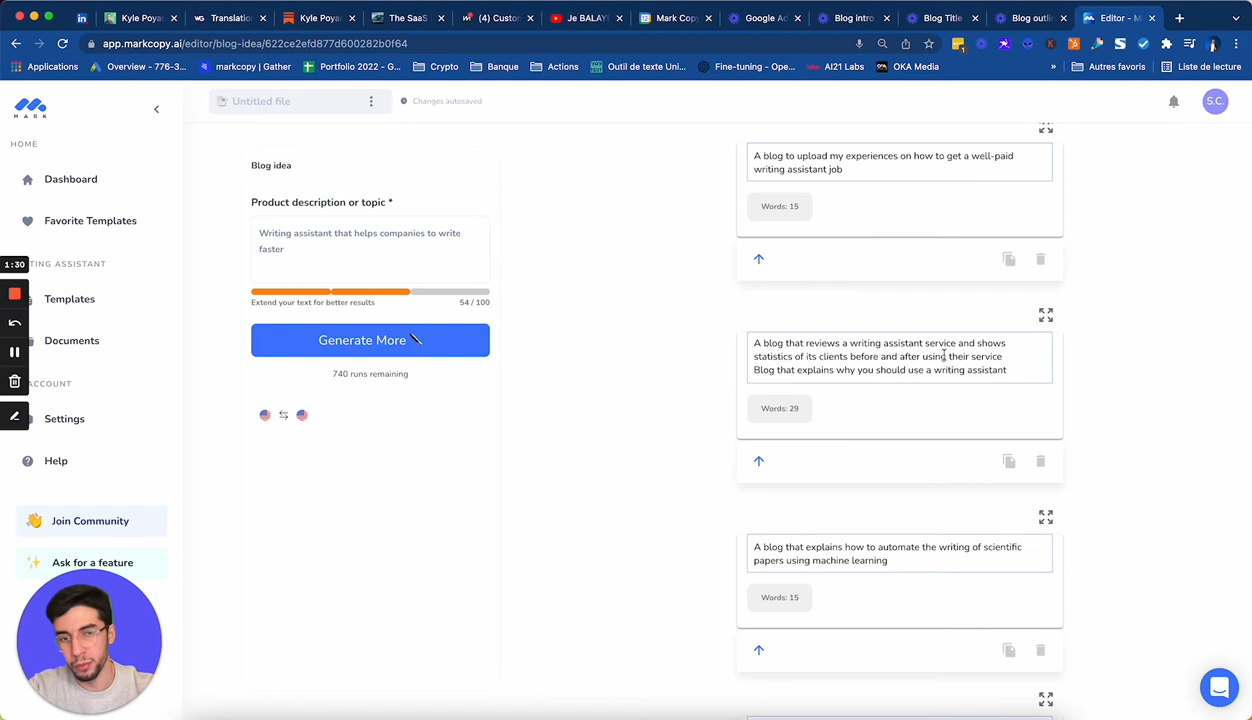 Kyle Poya
Translation
Kyle Poya
The SaaS
(4) Custom
Je BALAYE
Mark Cop
Google Ad
Blog intro
Blog Title
Blog outli
Editor - M
app.markcopy.ai/editor/blog-idea/622ce2efd877d600282b0f64
Applications
Overview – 776-3...
markcopy | Gather
Portfolio 2022 – G...
Crypto
Banque
Actions
Outil de texte Uni...
Fine-tuning - Ope...
AI21 Labs
OKA Media
»
Autres favoris
Liste de lecture
MARK
Untitled file
Changes autosaved
S.C.
HOME
Dashboard
Favorite Templates
1:30
TING ASSISTANT
Templates
Documents
ACCOUNT
Settings
Help
Join Community
Ask for a feature
Blog idea
Product description or topic *
Writing assistant that helps companies to write
faster
Extend your text for better results
54 / 100
Generate More
740 runs remaining
A blog to upload my experiences on how to get a well-paid
writing assistant job
Words: 15
A blog that reviews a writing assistant service and shows
statistics of its clients before and after using their service
Blog that explains why you should use a writing assistant
Words: 29
A blog that explains how to automate the writing of scientific
papers using machine learning
Words: 15